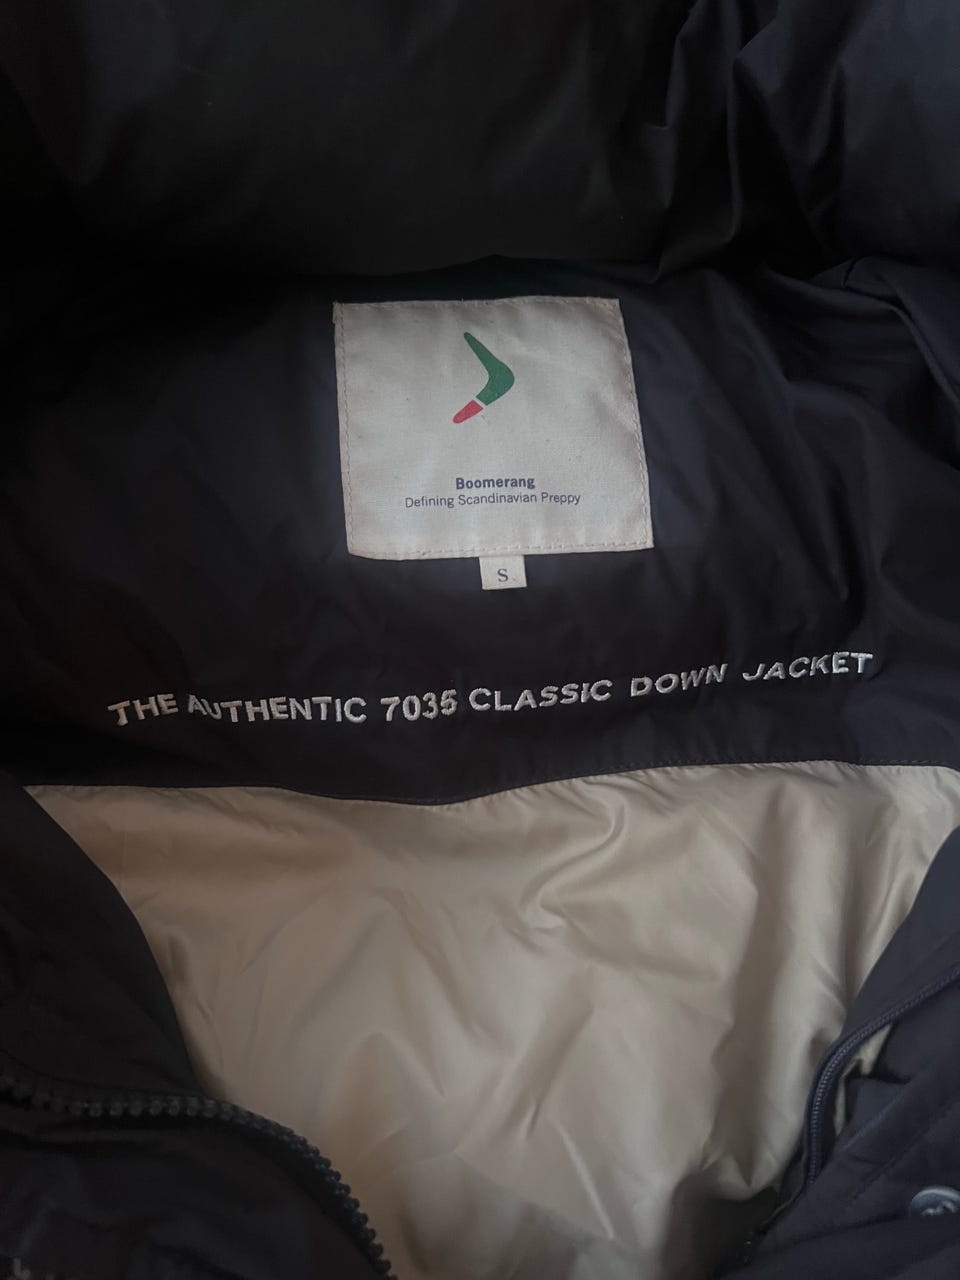 Boomerang
Defining Scandinavian Preppy
S
THE AUTHENTIC 7035 CLASSIC DOWN JACKET